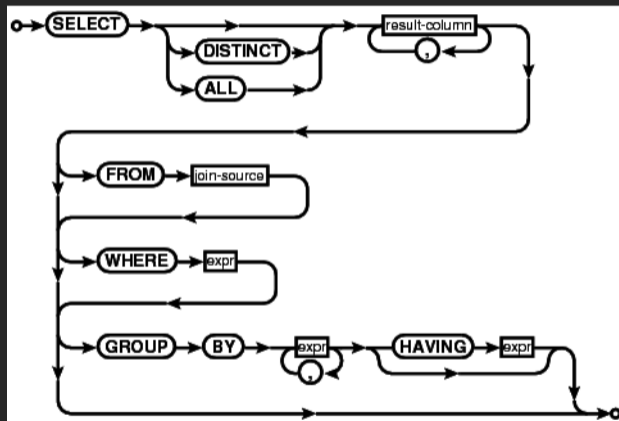 SELECT result-column
DISTINCT ,
ALL
FROM join-source
WHERE expr
GROUP BY expr HAVING expr
,